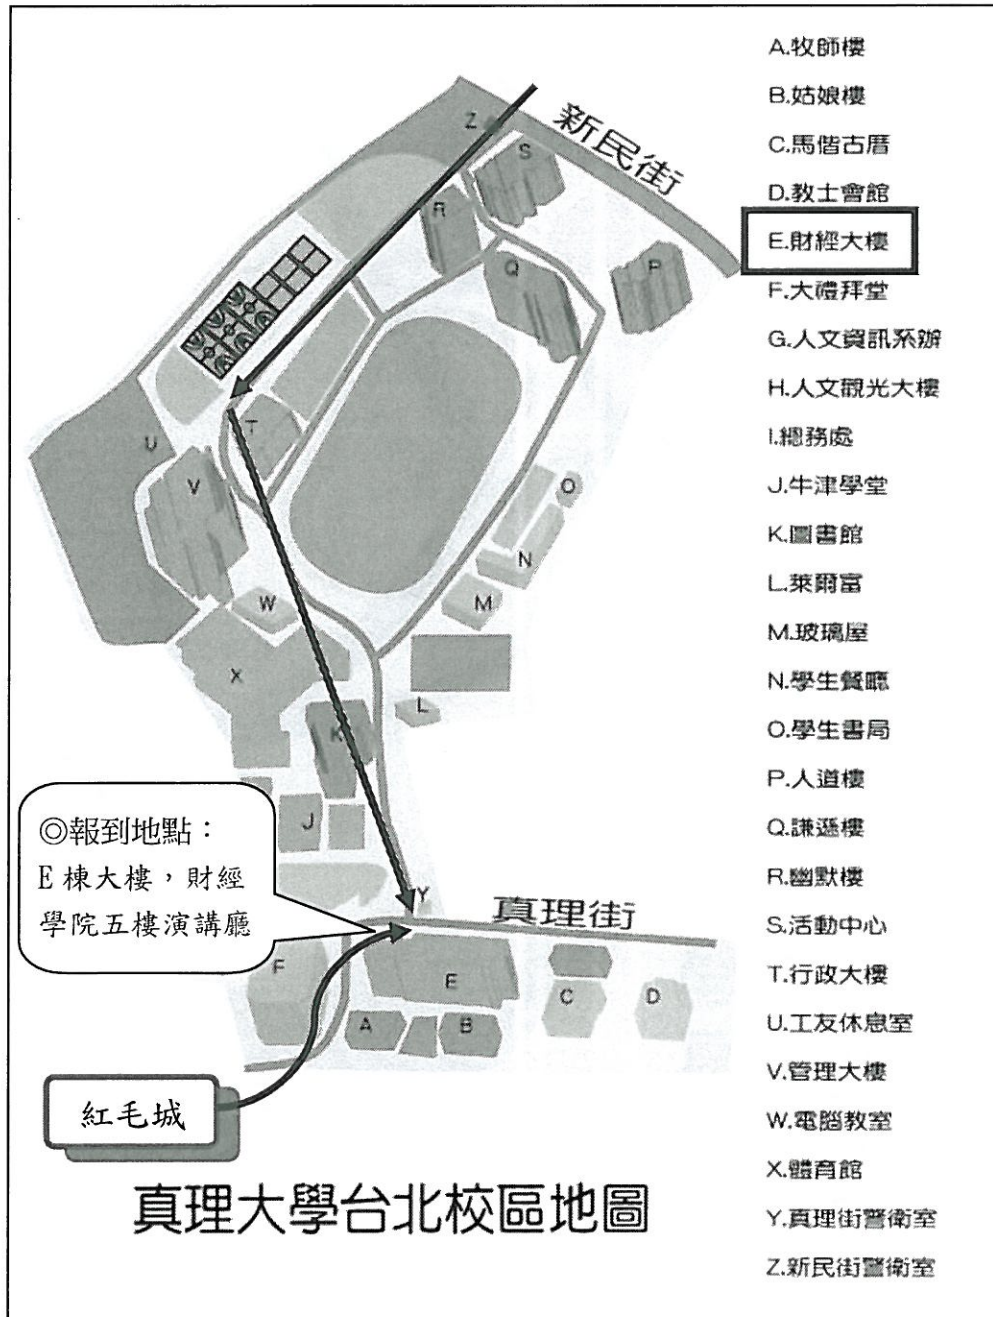 A.牧師樓
B.姑娘樓
C.馬偕古厝
D.教士會館
E.財經大樓
F.大禮拜堂
G.人文資訊系辦
H.人文觀光大樓
I.總務處
J.牛津學堂
K.圖書館
L.萊爾富
M.玻璃屋
N.學生餐廳
O.學生書局
P.人道樓
Q.謙遜樓
R.幽默樓
S.活動中心
T.行政大樓
U.工友休息室
V.管理大樓
W.電腦教室
X.體育館
Y.真理街警衛室
Z.新民街警衛室
新民街
Z
S
R
Q
P
T
U
V
O
N
W
M
X
L
K
J
◎報到地點：
E 棟大樓，財經
學院五樓演講廳
Y
真理街
F
E
C
D
A
B
紅毛城
真理大學台北校區地圖